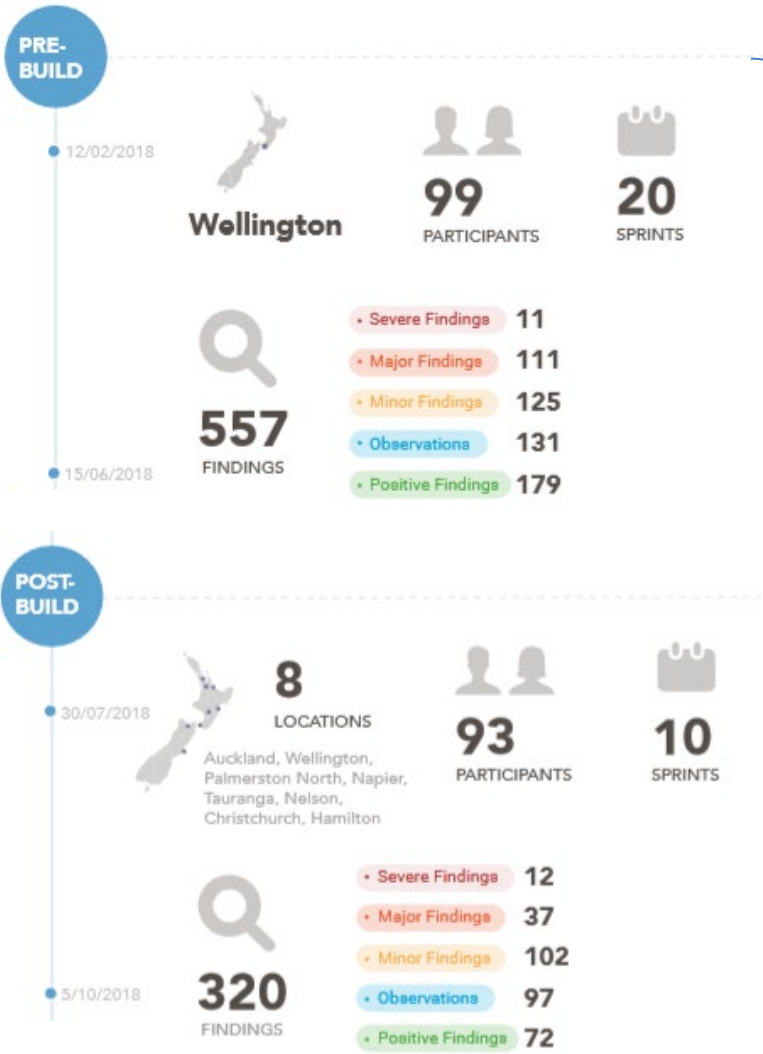 PRE-
BUILD
12/02/2018
Wellington
99
PARTICIPANTS
20
SPRINTS
557
FINDINGS
• Severe Findings 11
• Major Findings 111
• Minor Findings 125
• Observations 131
• Positive Findings 179
15/06/2018
POST-
BUILD
30/07/2018
8
LOCATIONS
Auckland, Wellington,
Palmerston North, Napier,
Tauranga, Nelson,
Christchurch, Hamilton
93
PARTICIPANTS
10
SPRINTS
320
FINDINGS
• Severe Findings 12
• Major Findings 37
• Minor Findings 102
• Observations 97
• Positive Findings 72
5/10/2018